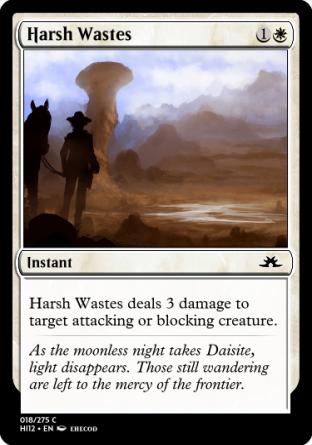 Harsh Wastes 1
Instant
Harsh Wastes deals 3 damage to
target attacking or blocking creature.
As the moonless night takes Daisite,
light disappears. Those still wandering
are left to the mercy of the frontier.
018/275 C
HI12 • EN EHECOD